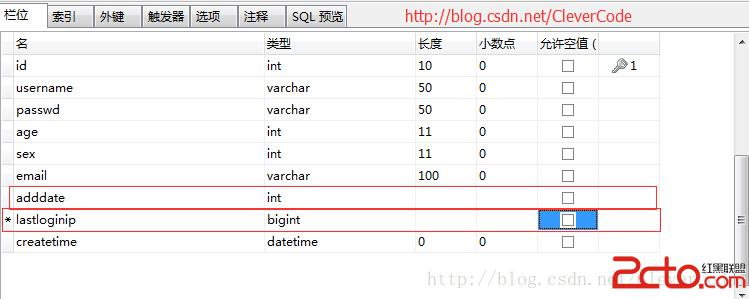 栏位 索引 外键 触发器 选项 注释 SQL 预览 http://blog.csdn.net/CleverCode
名 类型 长度 小数点 允许空值 (
id int 10 0 1
username varchar 50 0
passwd varchar 50 0
age int 11 0
sex int 11 0
email varchar 100 0
adddate int
* lastloginip bigint
createtime datetime 0 0
http://blog.csdn.net/Cle
红黑联盟
2cto.com